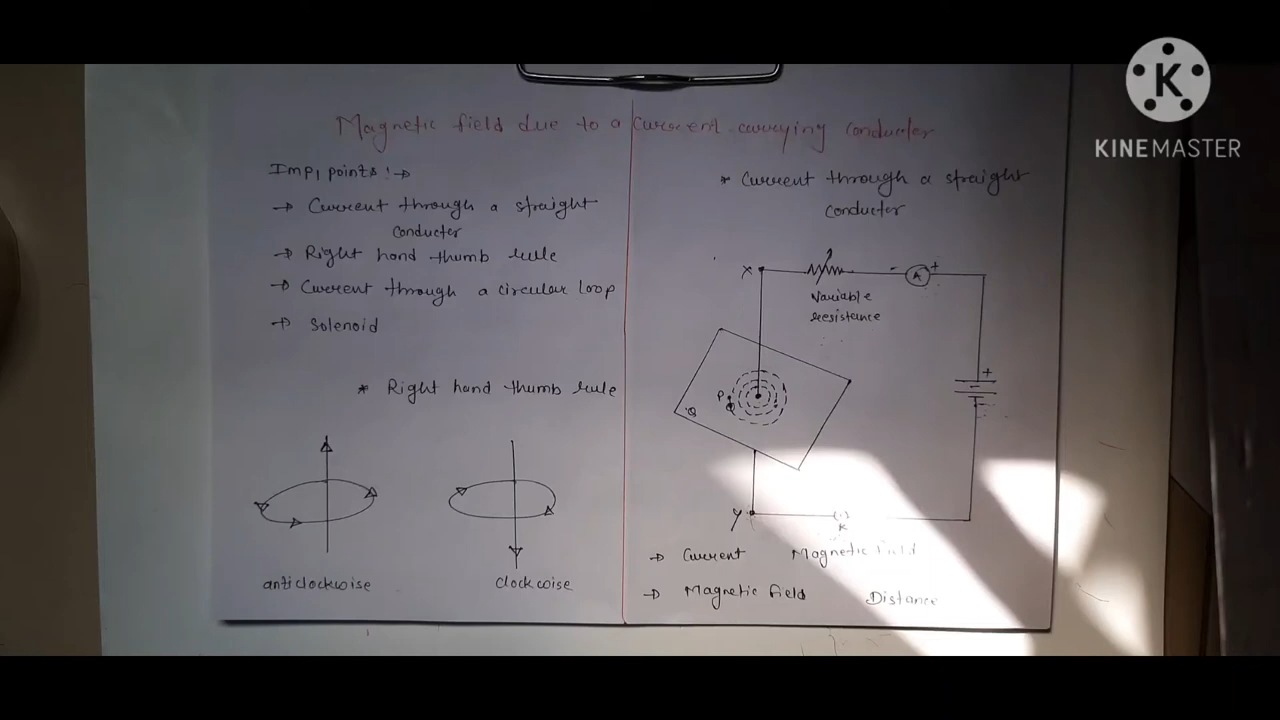 Magnetic field due to a current carrying conductor
Imp, points :→
→ Current through a straight
conductor
→ Right hand thumb rule
→ Current through a circular loop
→ Solenoid
* Right hand thumb rule
anticlockwise
clockwise
* Current through a straight
conductor
X
A
+
-
Variable
resistance
+
-
P
Q
Y
K
→ Current Magnetic field
→ Magnetic field Distance
K
KINEMASTER